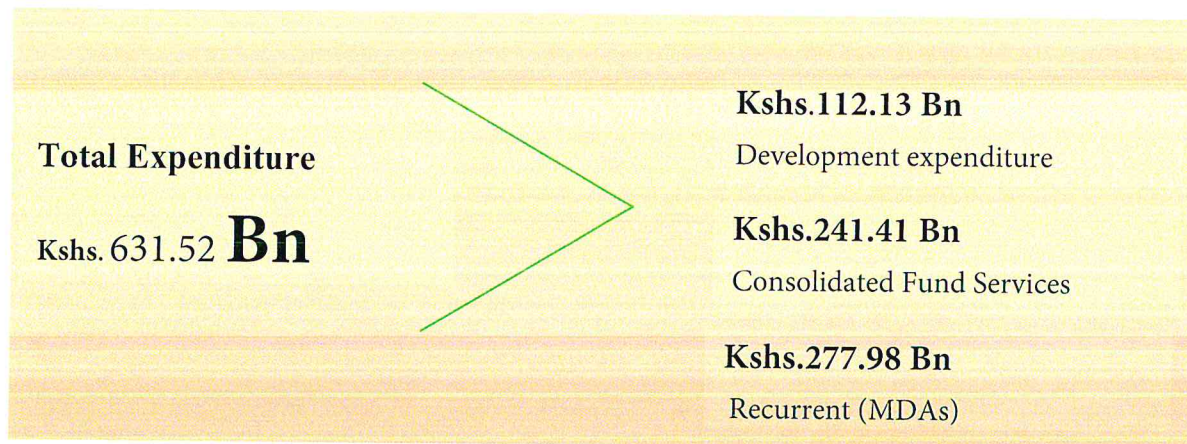 Total Expenditure
Kshs. 631.52 Bn
Kshs.112.13 Bn
Development expenditure
Kshs.241.41 Bn
Consolidated Fund Services
Kshs.277.98 Bn
Recurrent (MDAs)